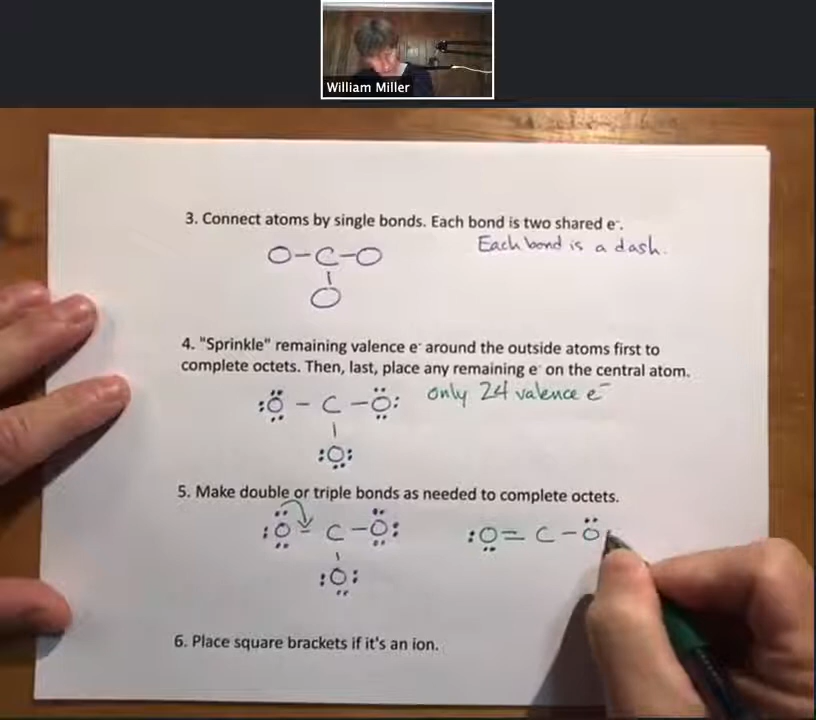 William Miller
3. Connect atoms by single bonds. Each bond is two shared e⁻.
Each bond is a dash.
O-C-O
|
O
4. "Sprinkle" remaining valence e⁻ around the outside atoms first to
complete octets. Then, last, place any remaining e⁻ on the central atom.
only 24 valence e⁻
:Ö - C - Ö:
|
:O:
5. Make double or triple bonds as needed to complete octets.
:Ö - C - Ö: :O = C - Ö
|
:O:
6. Place square brackets if it's an ion.